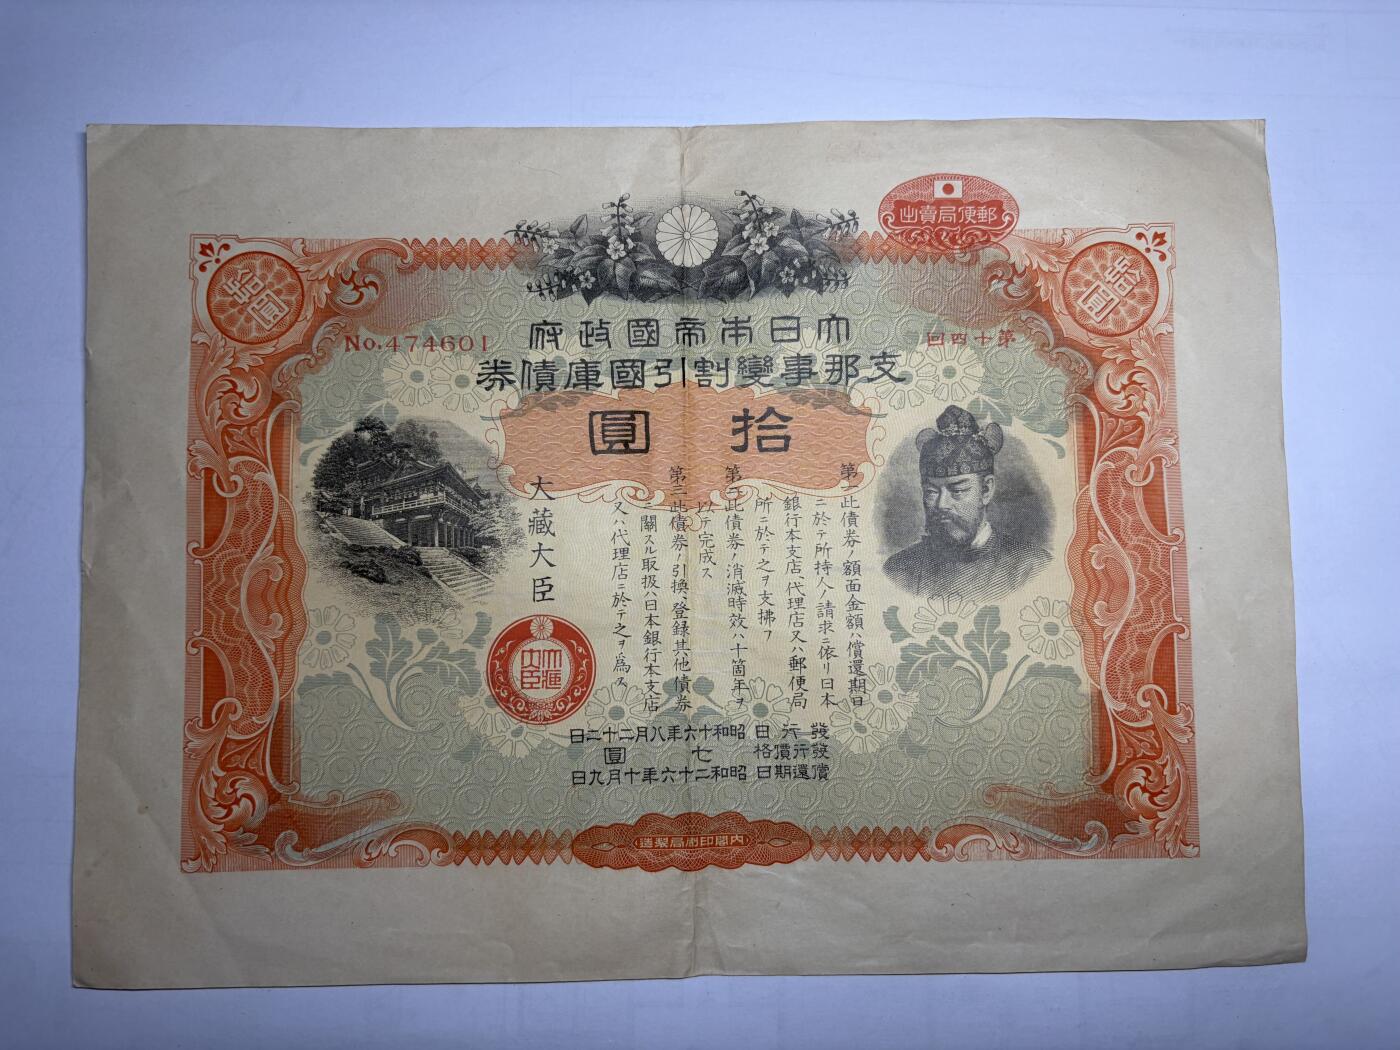 郵便局賣出
拾圓
拾圓
大日本帝國政府
第十四回
No.474601
支那事變割引國庫債券
拾圓
第一 此債券ノ額面金額ハ償還期日
ニ於テ所持人ノ請求ニ依リ日本
銀行本支店、代理店又ハ郵便局
所ニ於テ之ヲ支拂フ
第二 此債券ノ消滅時效ハ十箇年ヲ
以テ完成ス
第三 此債券ノ引換、登錄其他債券
ニ關スル取扱ハ日本銀行本支店
又ハ代理店ニ於テ之ヲ爲ス
大藏大臣
大藏大臣
發行日 昭和十六年八月二十二日
發行價格 七圓
償還期日 昭和二十六年十月九日
內閣印刷局製造